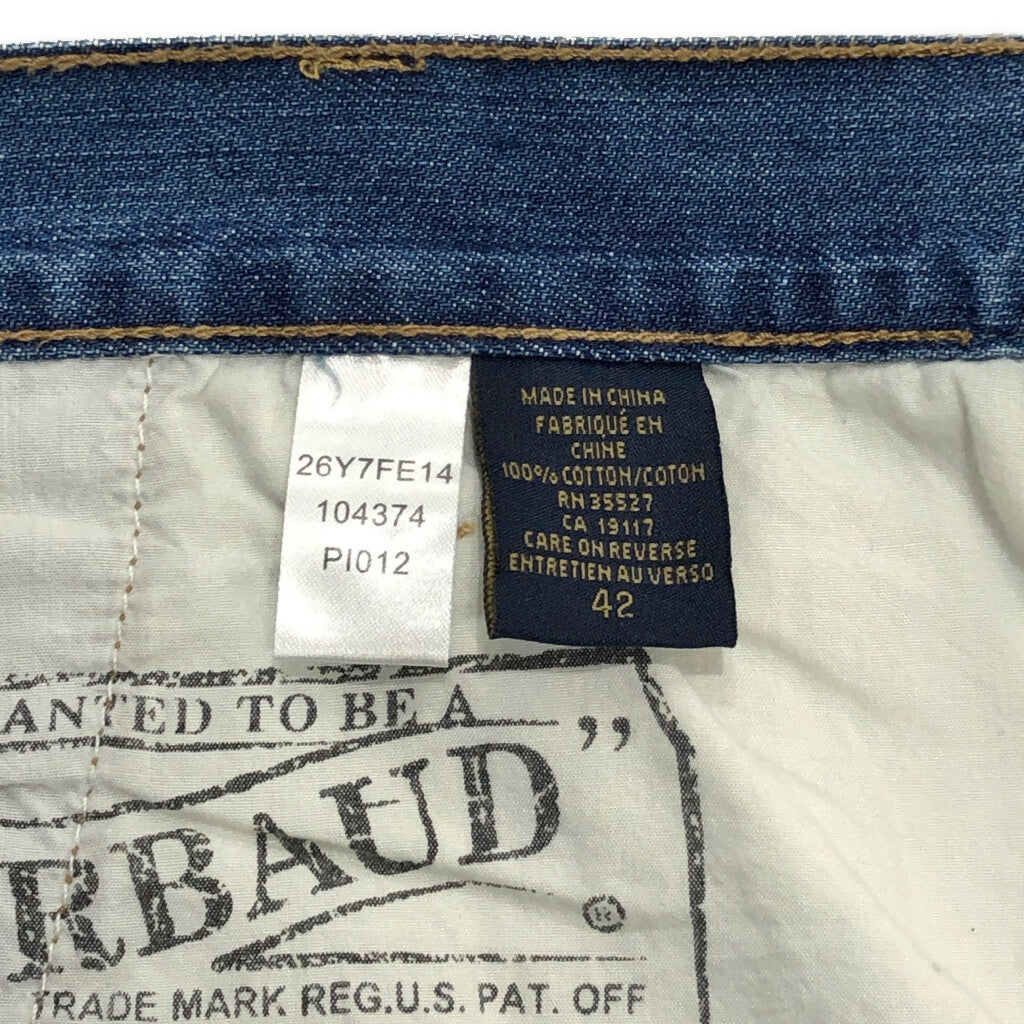 26Y7FE14
104374
PI012
MADE IN CHINA
FABRIQUÉ EN
CHINE
100% COTTON/COTON
RN 35527
CA 19117
CARE ON REVERSE
ENTRETIEN AU VERSO
42
ANTED TO BE A
RBAUD”
®
TRADE MARK REG.U.S. PAT. OFF